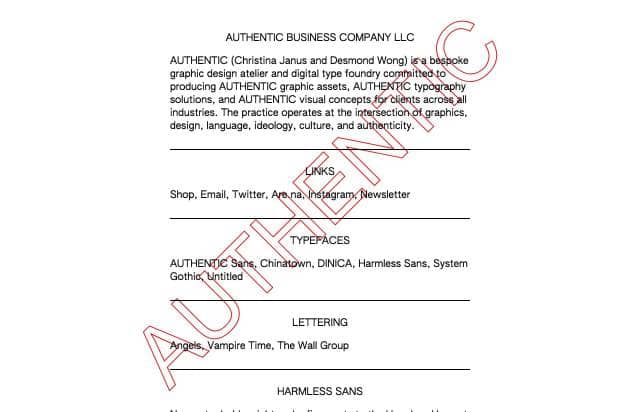 AUTHENTIC BUSINESS COMPANY LLC
AUTHENTIC (Christina Janus and Desmond Wong) is a bespoke
graphic design atelier and digital type foundry committed to
producing AUTHENTIC graphic assets, AUTHENTIC typography
solutions, and AUTHENTIC visual concepts for clients across all
industries. The practice operates at the intersection of graphics,
design, language, ideology, culture, and authenticity.
LINKS
Shop, Email, Twitter, Are.na, Instagram, Newsletter
TYPEFACES
AUTHENTIC Sans, Chinatown, DINICA, Harmless Sans, System
Gothic, Untitled
LETTERING
Angels, Vampire Time, The Wall Group
HARMLESS SANS
AUTHENTIC